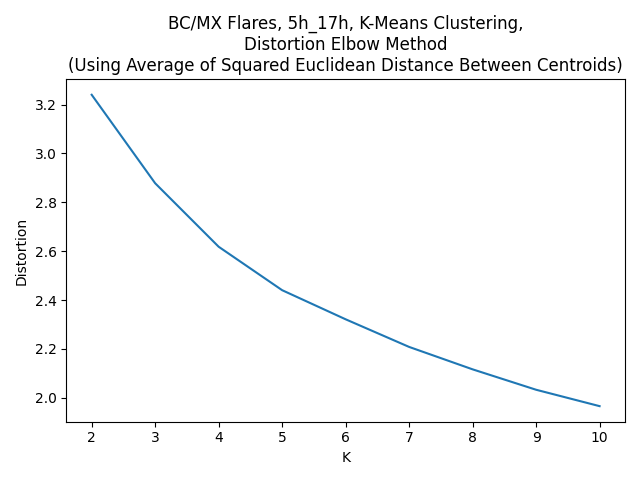 BC/MX Flares, 5h_17h, K-Means Clustering,
Distortion Elbow Method
(Using Average of Squared Euclidean Distance Between Centroids)
3.2
3.0
2.8
2.6
2.4
2.2
2.0
Distortion
2 3 4 5 6 7 8 9 10
K